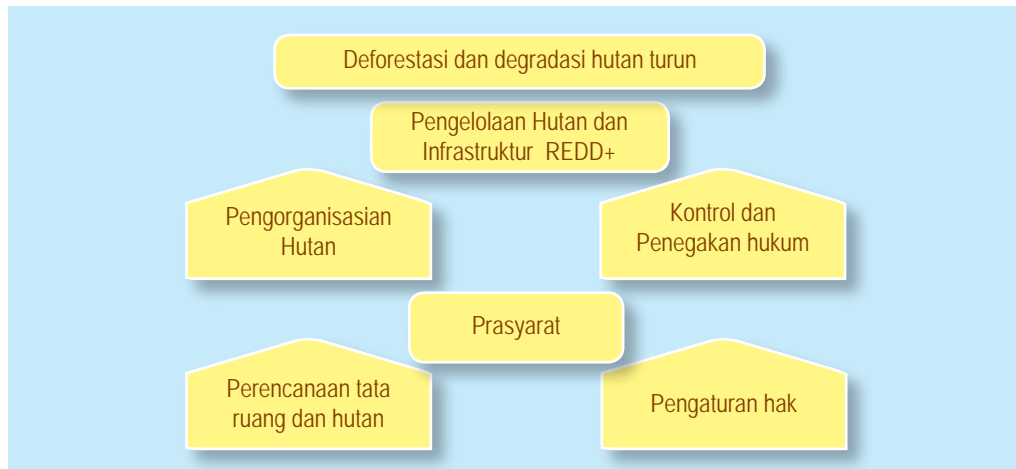 Deforestasi dan degradasi hutan turun
Pengelolaan Hutan dan
Infrastruktur REDD+
Pengorganisasian
Hutan
Kontrol dan
Penegakan hukum
Prasyarat
Perencanaan tata
ruang dan hutan
Pengaturan hak